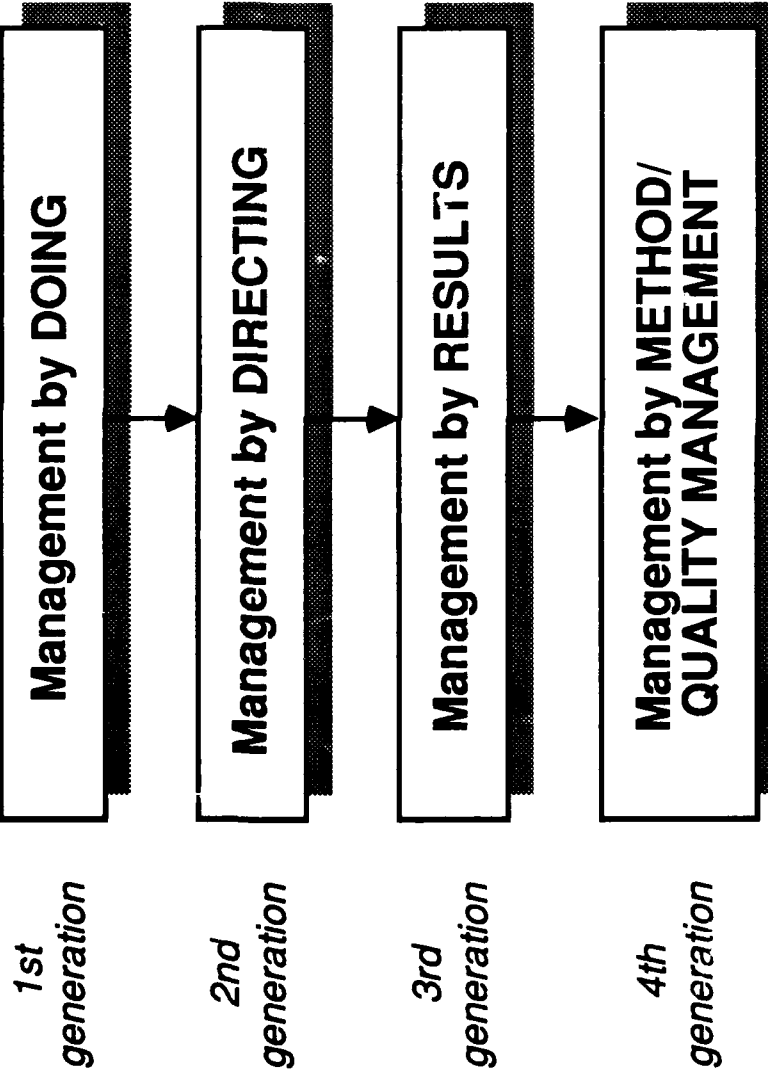 1st
generation
Management by DOING
2nd
generation
Management by DIRECTING
3rd
generation
Management by RESULTS
4th
generation
Management by METHOD/
QUALITY MANAGEMENT